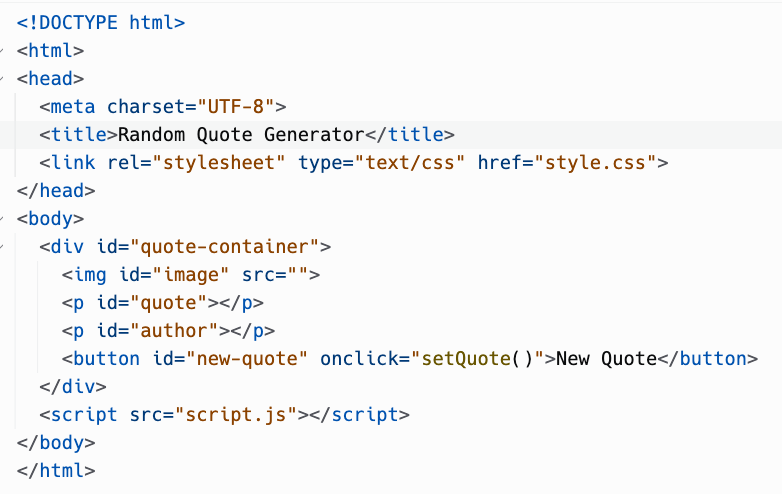 <!DOCTYPE html>
<html>
<head>
<meta charset="UTF-8">
<title>Random Quote Generator</title>
<link rel="stylesheet" type="text/css" href="style.css">
</head>
<body>
<div id="quote-container">
<img id="image" src="">
<p id="quote"></p>
<p id="author"></p>
<button id="new-quote" onclick="setQuote()">New Quote</button>
</div>
<script src="script.js"></script>
</body>
</html>